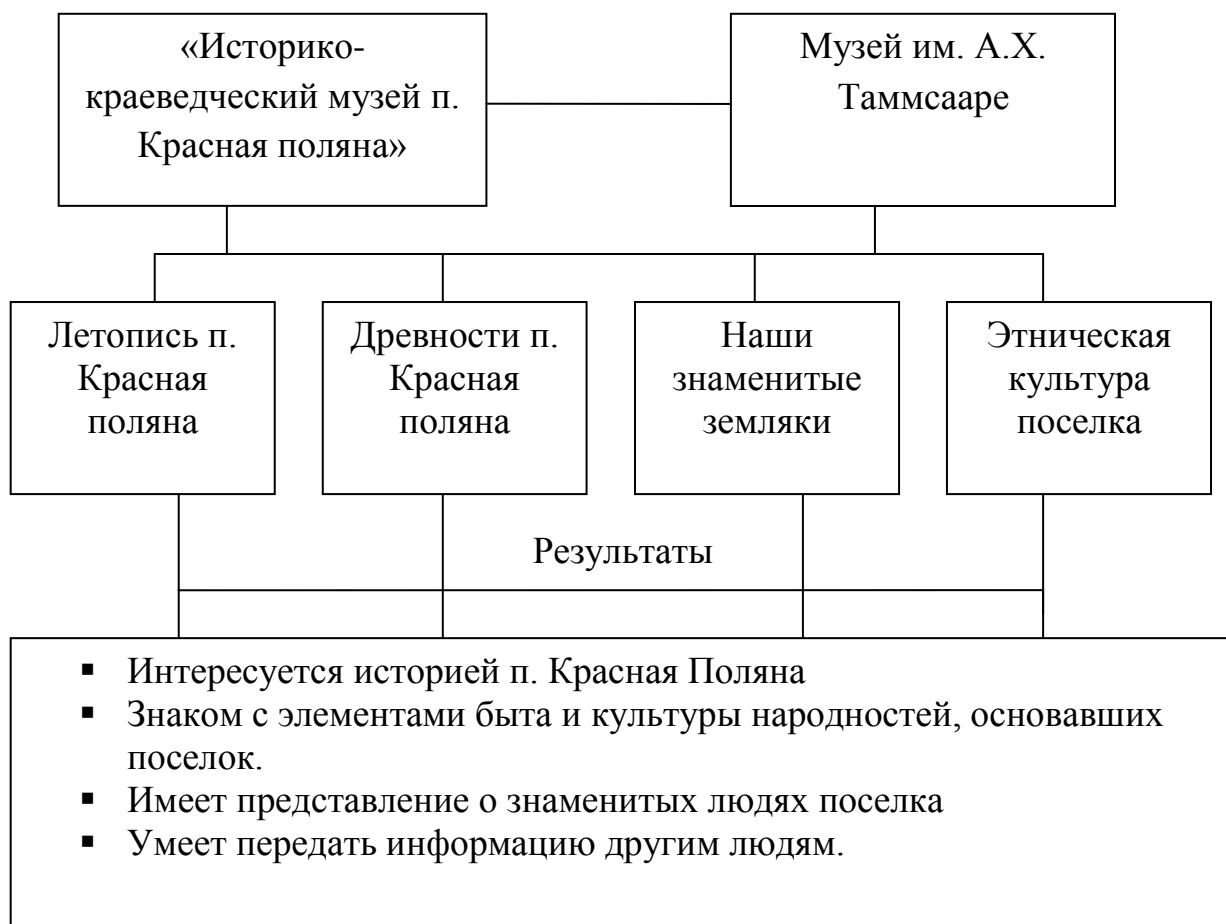 «Историко-
краеведческий музей п.
Красная поляна»
Музей им. А.Х.
Таммсааре
Летопись п.
Красная
поляна
Древности п.
Красная
поляна
Наши
знаменитые
земляки
Этническая
культура
поселка
Результаты
▪ Интересуется историей п. Красная Поляна
▪ Знаком с элементами быта и культуры народностей, основавших
поселок.
▪ Имеет представление о знаменитых людях поселка
▪ Умеет передать информацию другим людям.